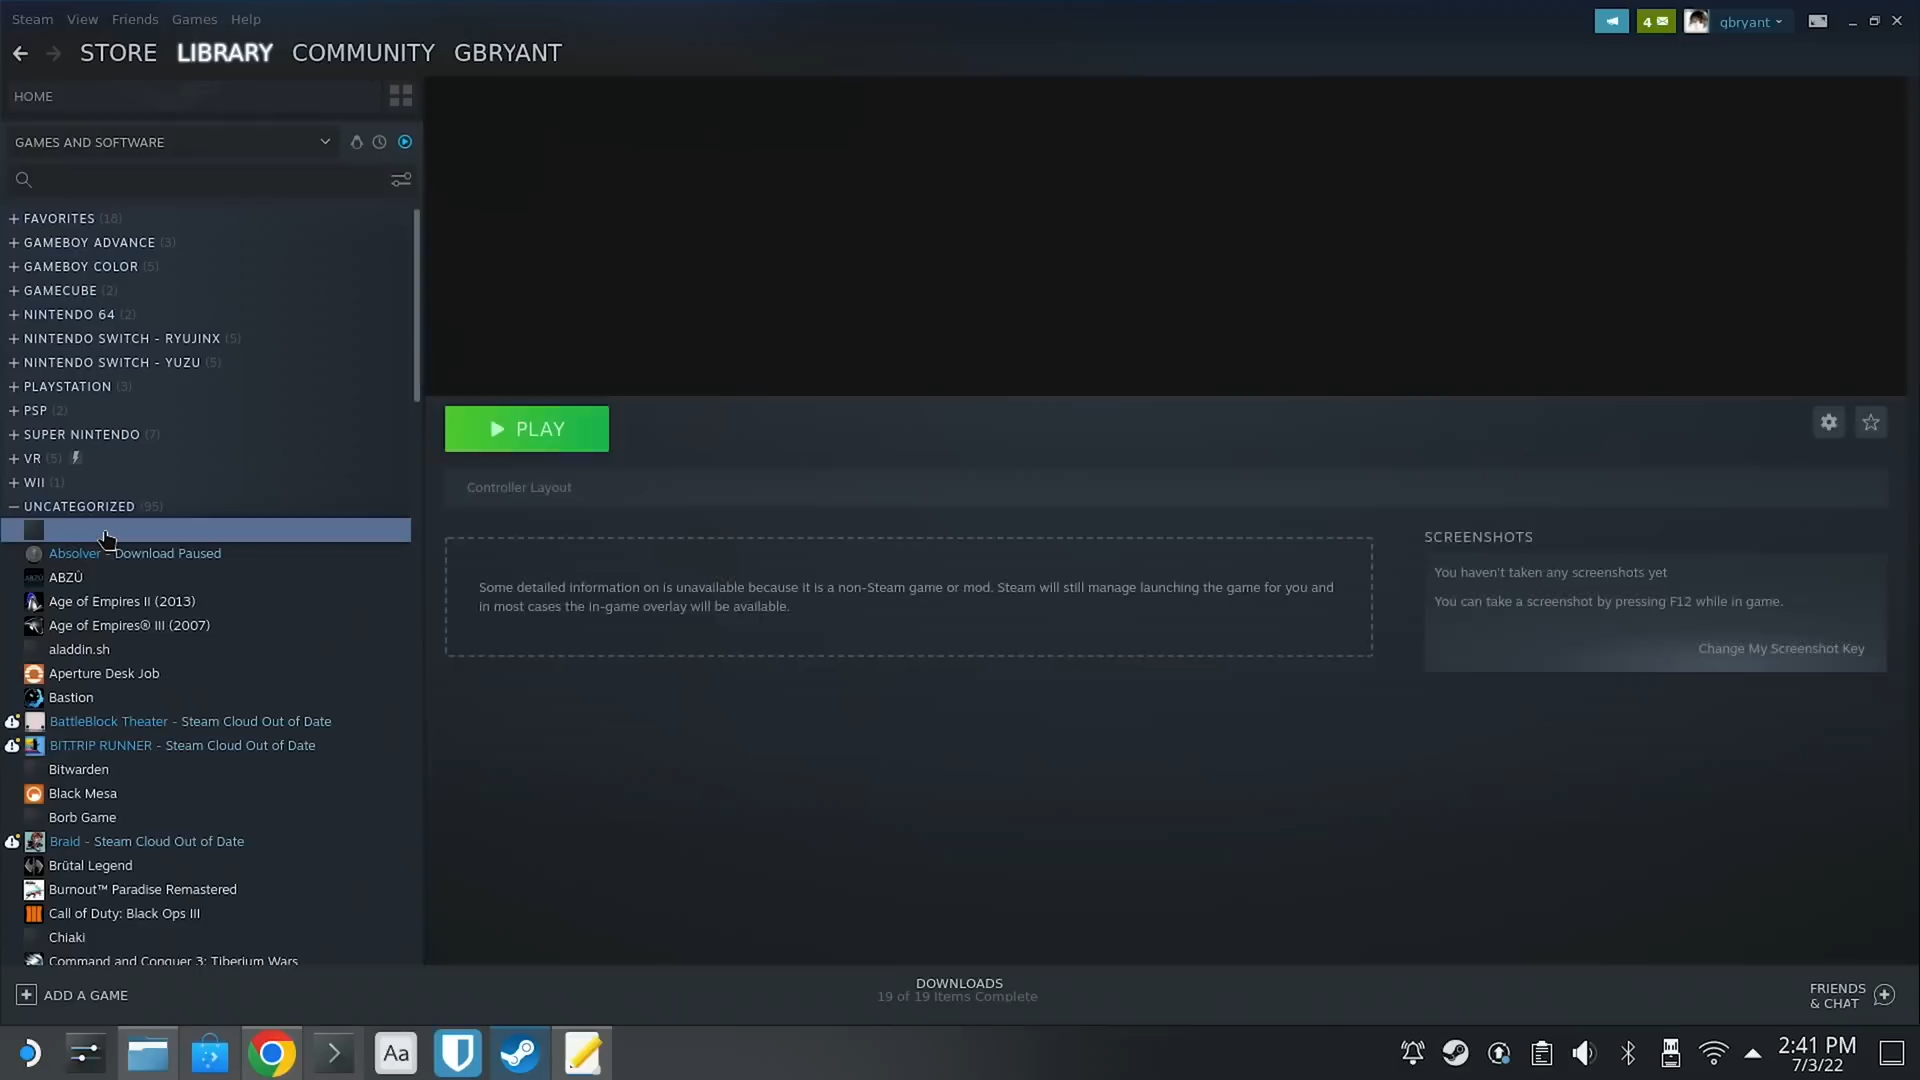 Steam View Friends Games Help
4
gbryant
STORE LIBRARY COMMUNITY GBRYANT
HOME
GAMES AND SOFTWARE
+ FAVORITES (18)
+ GAMEBOY ADVANCE (3)
+ GAMEBOY COLOR (5)
+ GAMECUBE (2)
+ NINTENDO 64 (2)
+ NINTENDO SWITCH - RYUJINX (5)
+ NINTENDO SWITCH - YUZU (5)
+ PLAYSTATION (3)
+ PSP (2)
+ SUPER NINTENDO (7)
+ VR (5)
+ WII (1)
— UNCATEGORIZED (95)
Absolver - Download Paused
ABZÛ
Age of Empires II (2013)
Age of Empires® III (2007)
aladdin.sh
Aperture Desk Job
Bastion
BattleBlock Theater - Steam Cloud Out of Date
BIT.TRIP RUNNER - Steam Cloud Out of Date
Bitwarden
Black Mesa
Borb Game
Braid - Steam Cloud Out of Date
Brütal Legend
Burnout™ Paradise Remastered
Call of Duty: Black Ops III
Chiaki
Command and Conquer 3: Tiberium Wars
PLAY
Controller Layout
Some detailed information on is unavailable because it is a non-Steam game or mod. Steam will still manage launching the game for you and
in most cases the in-game overlay will be available.
SCREENSHOTS
You haven't taken any screenshots yet
You can take a screenshot by pressing F12 while in game.
Change My Screenshot Key
+ ADD A GAME
DOWNLOADS
19 of 19 Items Complete
FRIENDS
& CHAT
Aa
2:41 PM
7/3/22